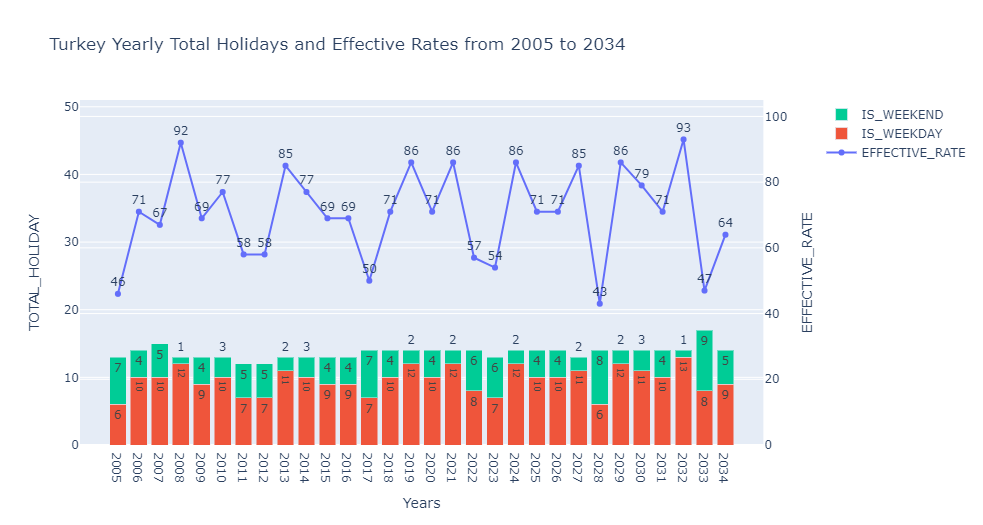 Turkey Yearly Total Holidays and Effective Rates from 2005 to 2034
IS_WEEKEND
IS_WEEKDAY
EFFECTIVE_RATE
TOTAL_HOLIDAY
50
40
30
20
10
0
EFFECTIVE_RATE
100
80
60
40
20
0
46 71 67 92 69 77 58 58 85 77 69 69 50 71 86 71 86 57 54 86 71 71 85 43 86 79 71 93 47 64
7 4 5 1 4 3 5 5 2 3 4 4 7 4 2 4 2 6 6 2 4 4 2 8 2 3 4 1 9 5
6 10 10 12 9 10 7 7 11 10 9 9 7 10 12 10 12 8 7 12 10 10 11 6 12 11 10 13 8 9
2005 2006 2007 2008 2009 2010 2011 2012 2013 2014 2015 2016 2017 2018 2019 2020 2021 2022 2023 2024 2025 2026 2027 2028 2029 2030 2031 2032 2033 2034
Years